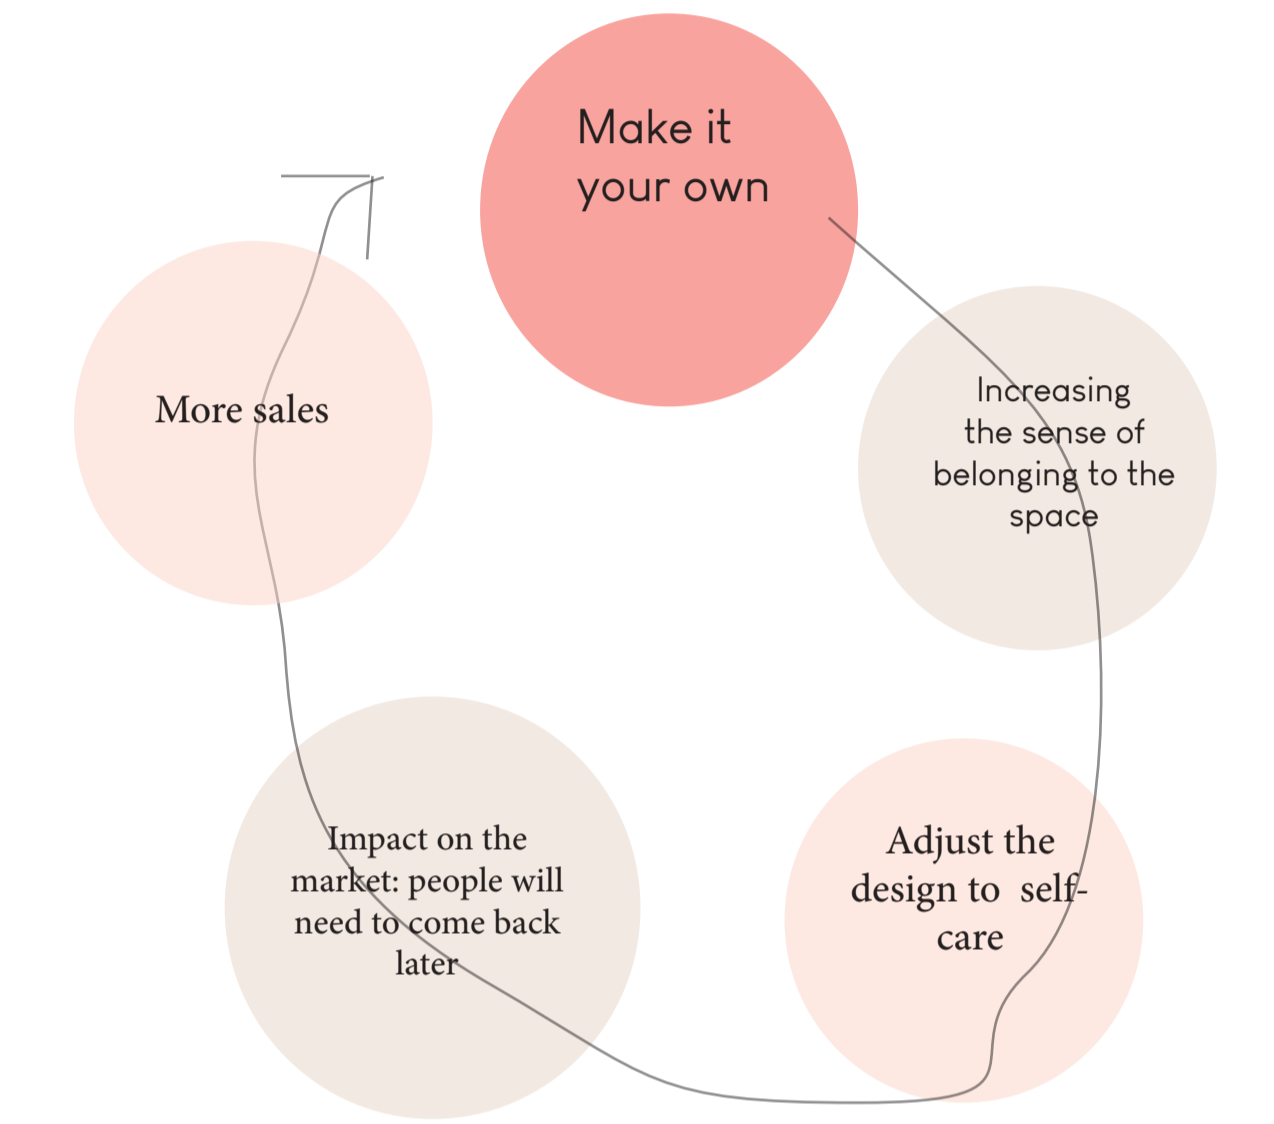 Make it
your own
Increasing
the sense of
belonging to the
space
Adjust the
design to  self-
care
Impact on the
market: people will
need to come back
later
More sales